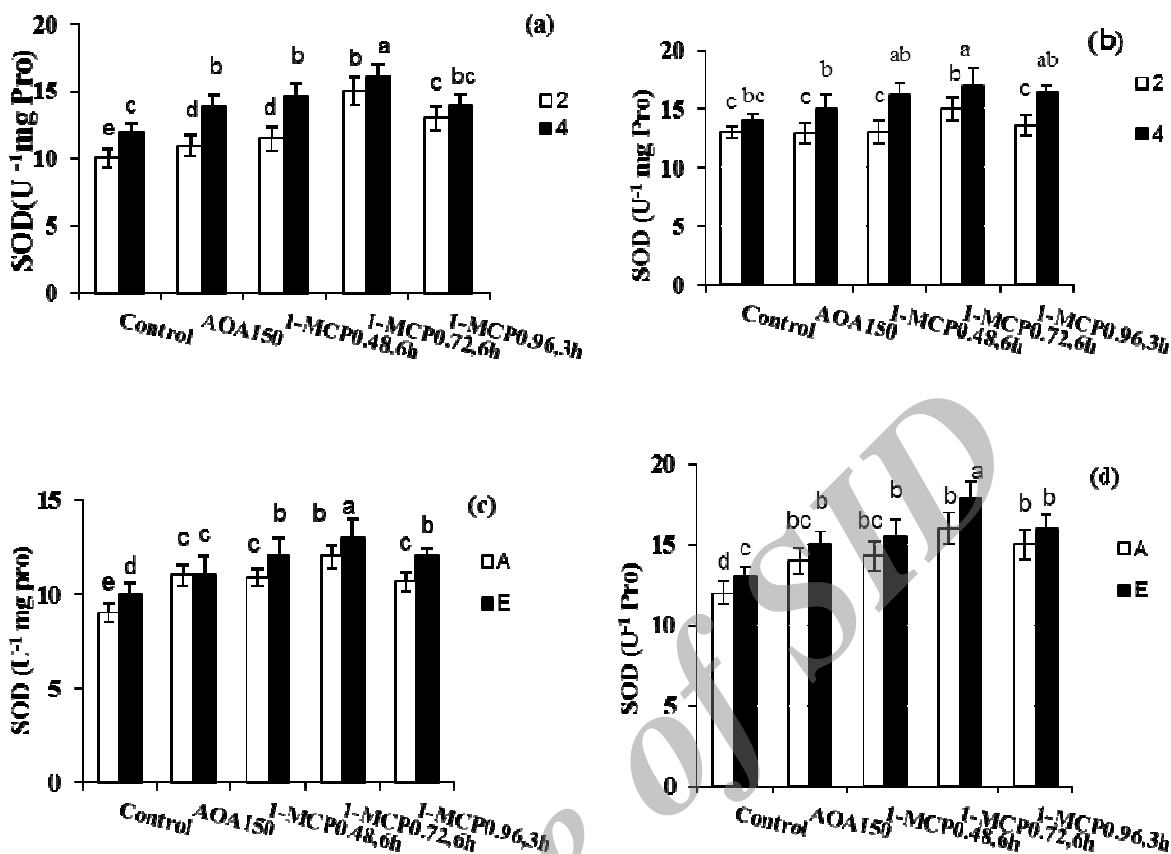 (a)
SOD(U⁻¹mg Pro)
20
15
10
5
0
e c d b d b b a c bc
2
4
Control AOA150 1-MCP0.48,6h 1-MCP0.72,6h 1-MCP0.96,3h
(b)
SOD (U⁻¹ mg Pro)
20
15
10
5
0
c bc c b c ab b a c ab
2
4
Control AOA150 1-MCP0.48,6h 1-MCP0.72,6h 1-MCP0.96,3h
(c)
SOD (U⁻¹ mg pro)
15
10
5
0
e d c c c b b a c b
A
E
Control AOA150 1-MCP0.48,6h 1-MCP0.72,6h 1-MCP0.96,3h
(d)
SOD (U⁻¹ Pro)
20
15
10
5
0
d c bc b bc b b a b b
A
E
Control AOA150 1-MCP0.48,6h 1-MCP0.72,6h 1-MCP0.96,3h
of SID